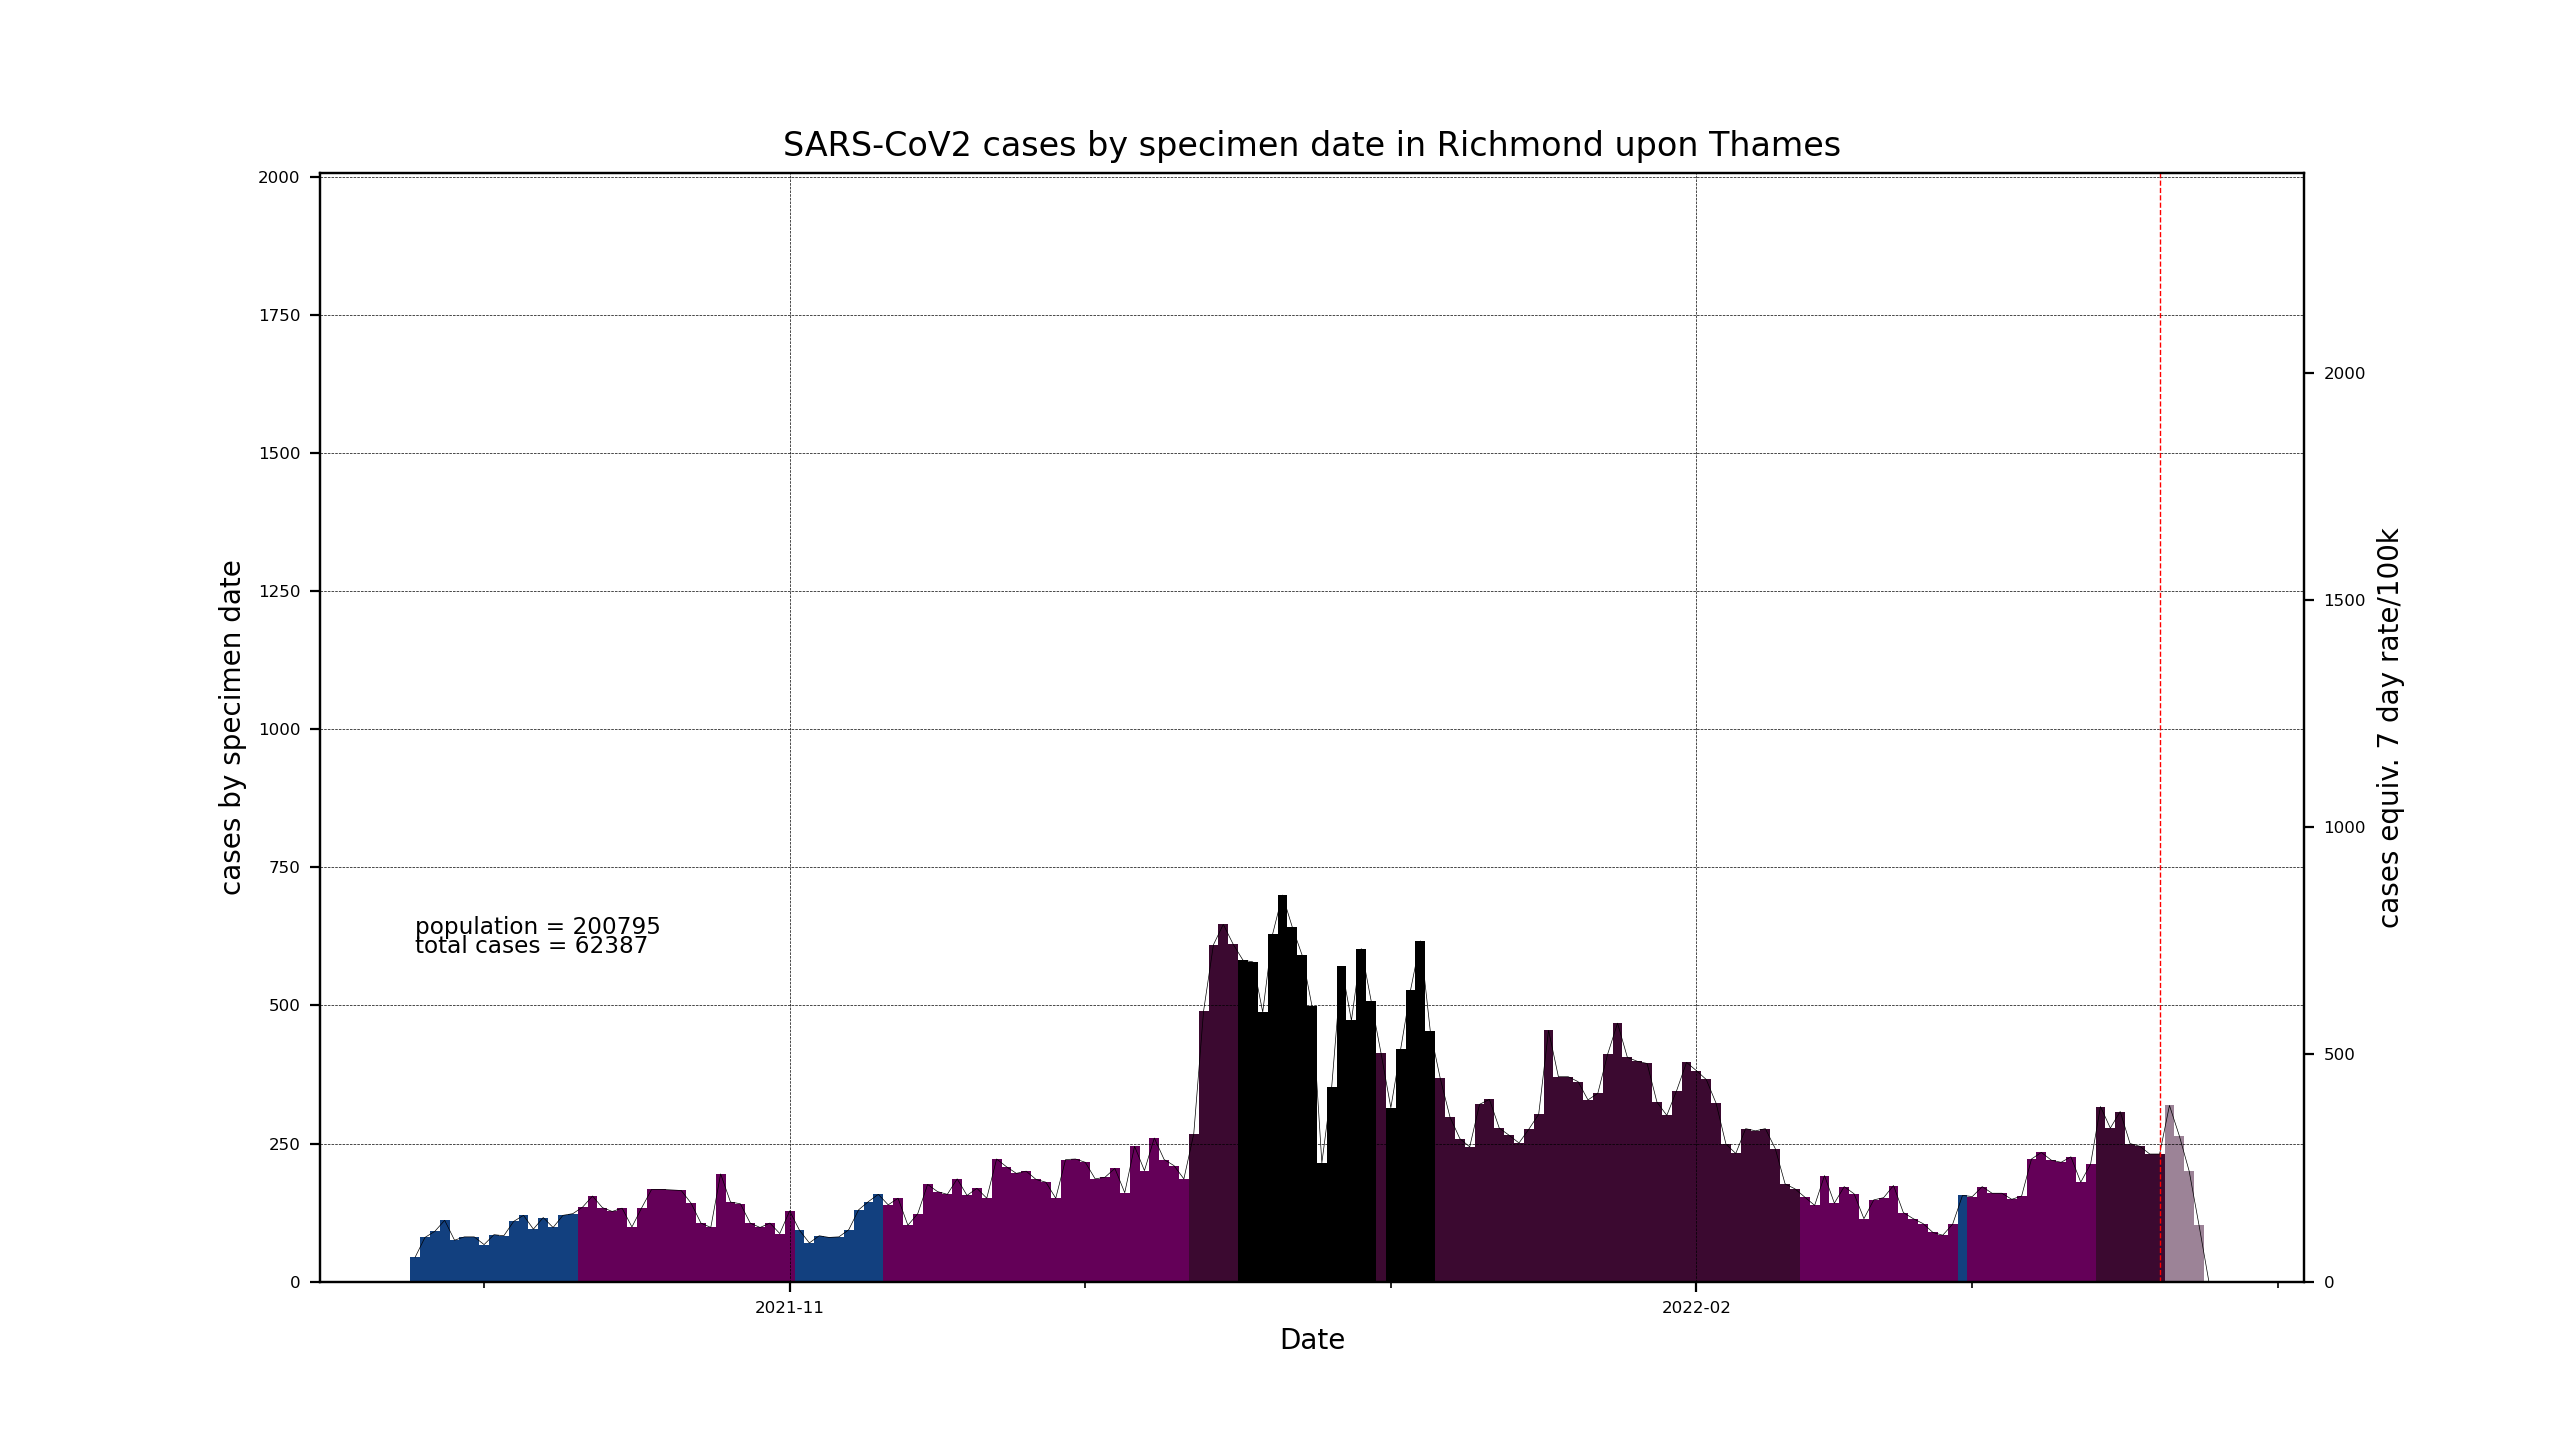 SARS-CoV2 cases by specimen date in Richmond upon Thames
cases by specimen date
2000
1750
1500
1250
1000
750
500
250
0
population = 200795
total cases = 62387
2021-11
2022-02
Date
2000
1500
1000
500
0
cases equiv. 7 day rate/100k